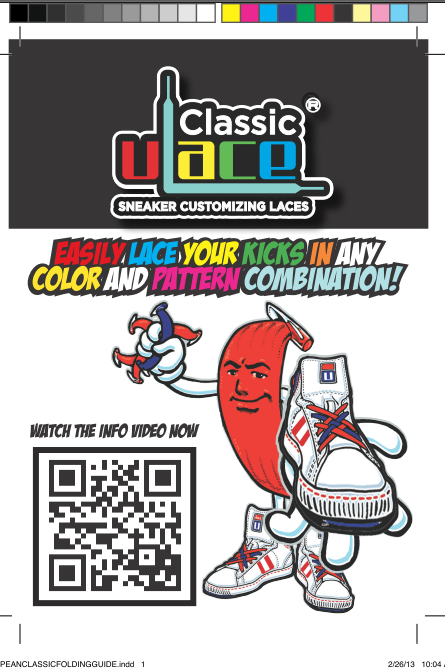 Classic
®
uLace
SNEAKER CUSTOMIZING LACES
EASILY LACE YOUR KICKS IN ANY
COLOR AND PATTERN COMBINATION!
U
WATCH THE INFO VIDEO NOW
PEANCLASSICFOLDINGGUIDE.indd 1
2/26/13 10:04